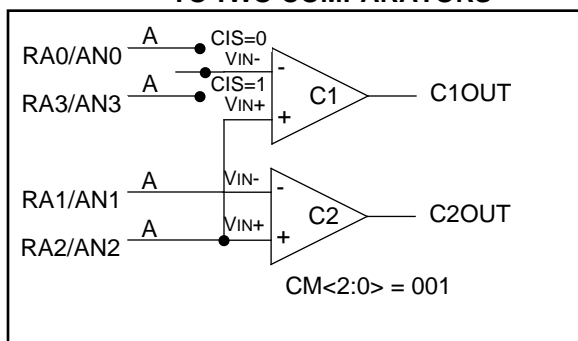 TO TWO COMPARATORS
RA0/AN0 A CIS=0
VIN- -
RA3/AN3 A CIS=1 C1 C1OUT
VIN+ +
RA1/AN1 A VIN- -
C2 C2OUT
RA2/AN2 A VIN+ +
CM<2:0> = 001